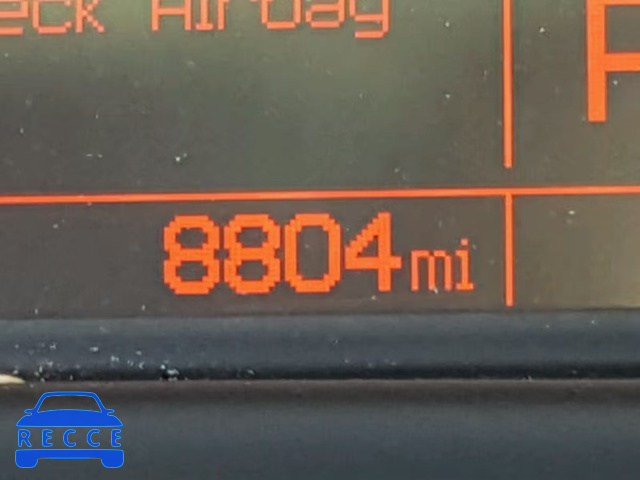 eck Airbag
P
8804 mi
RECCE